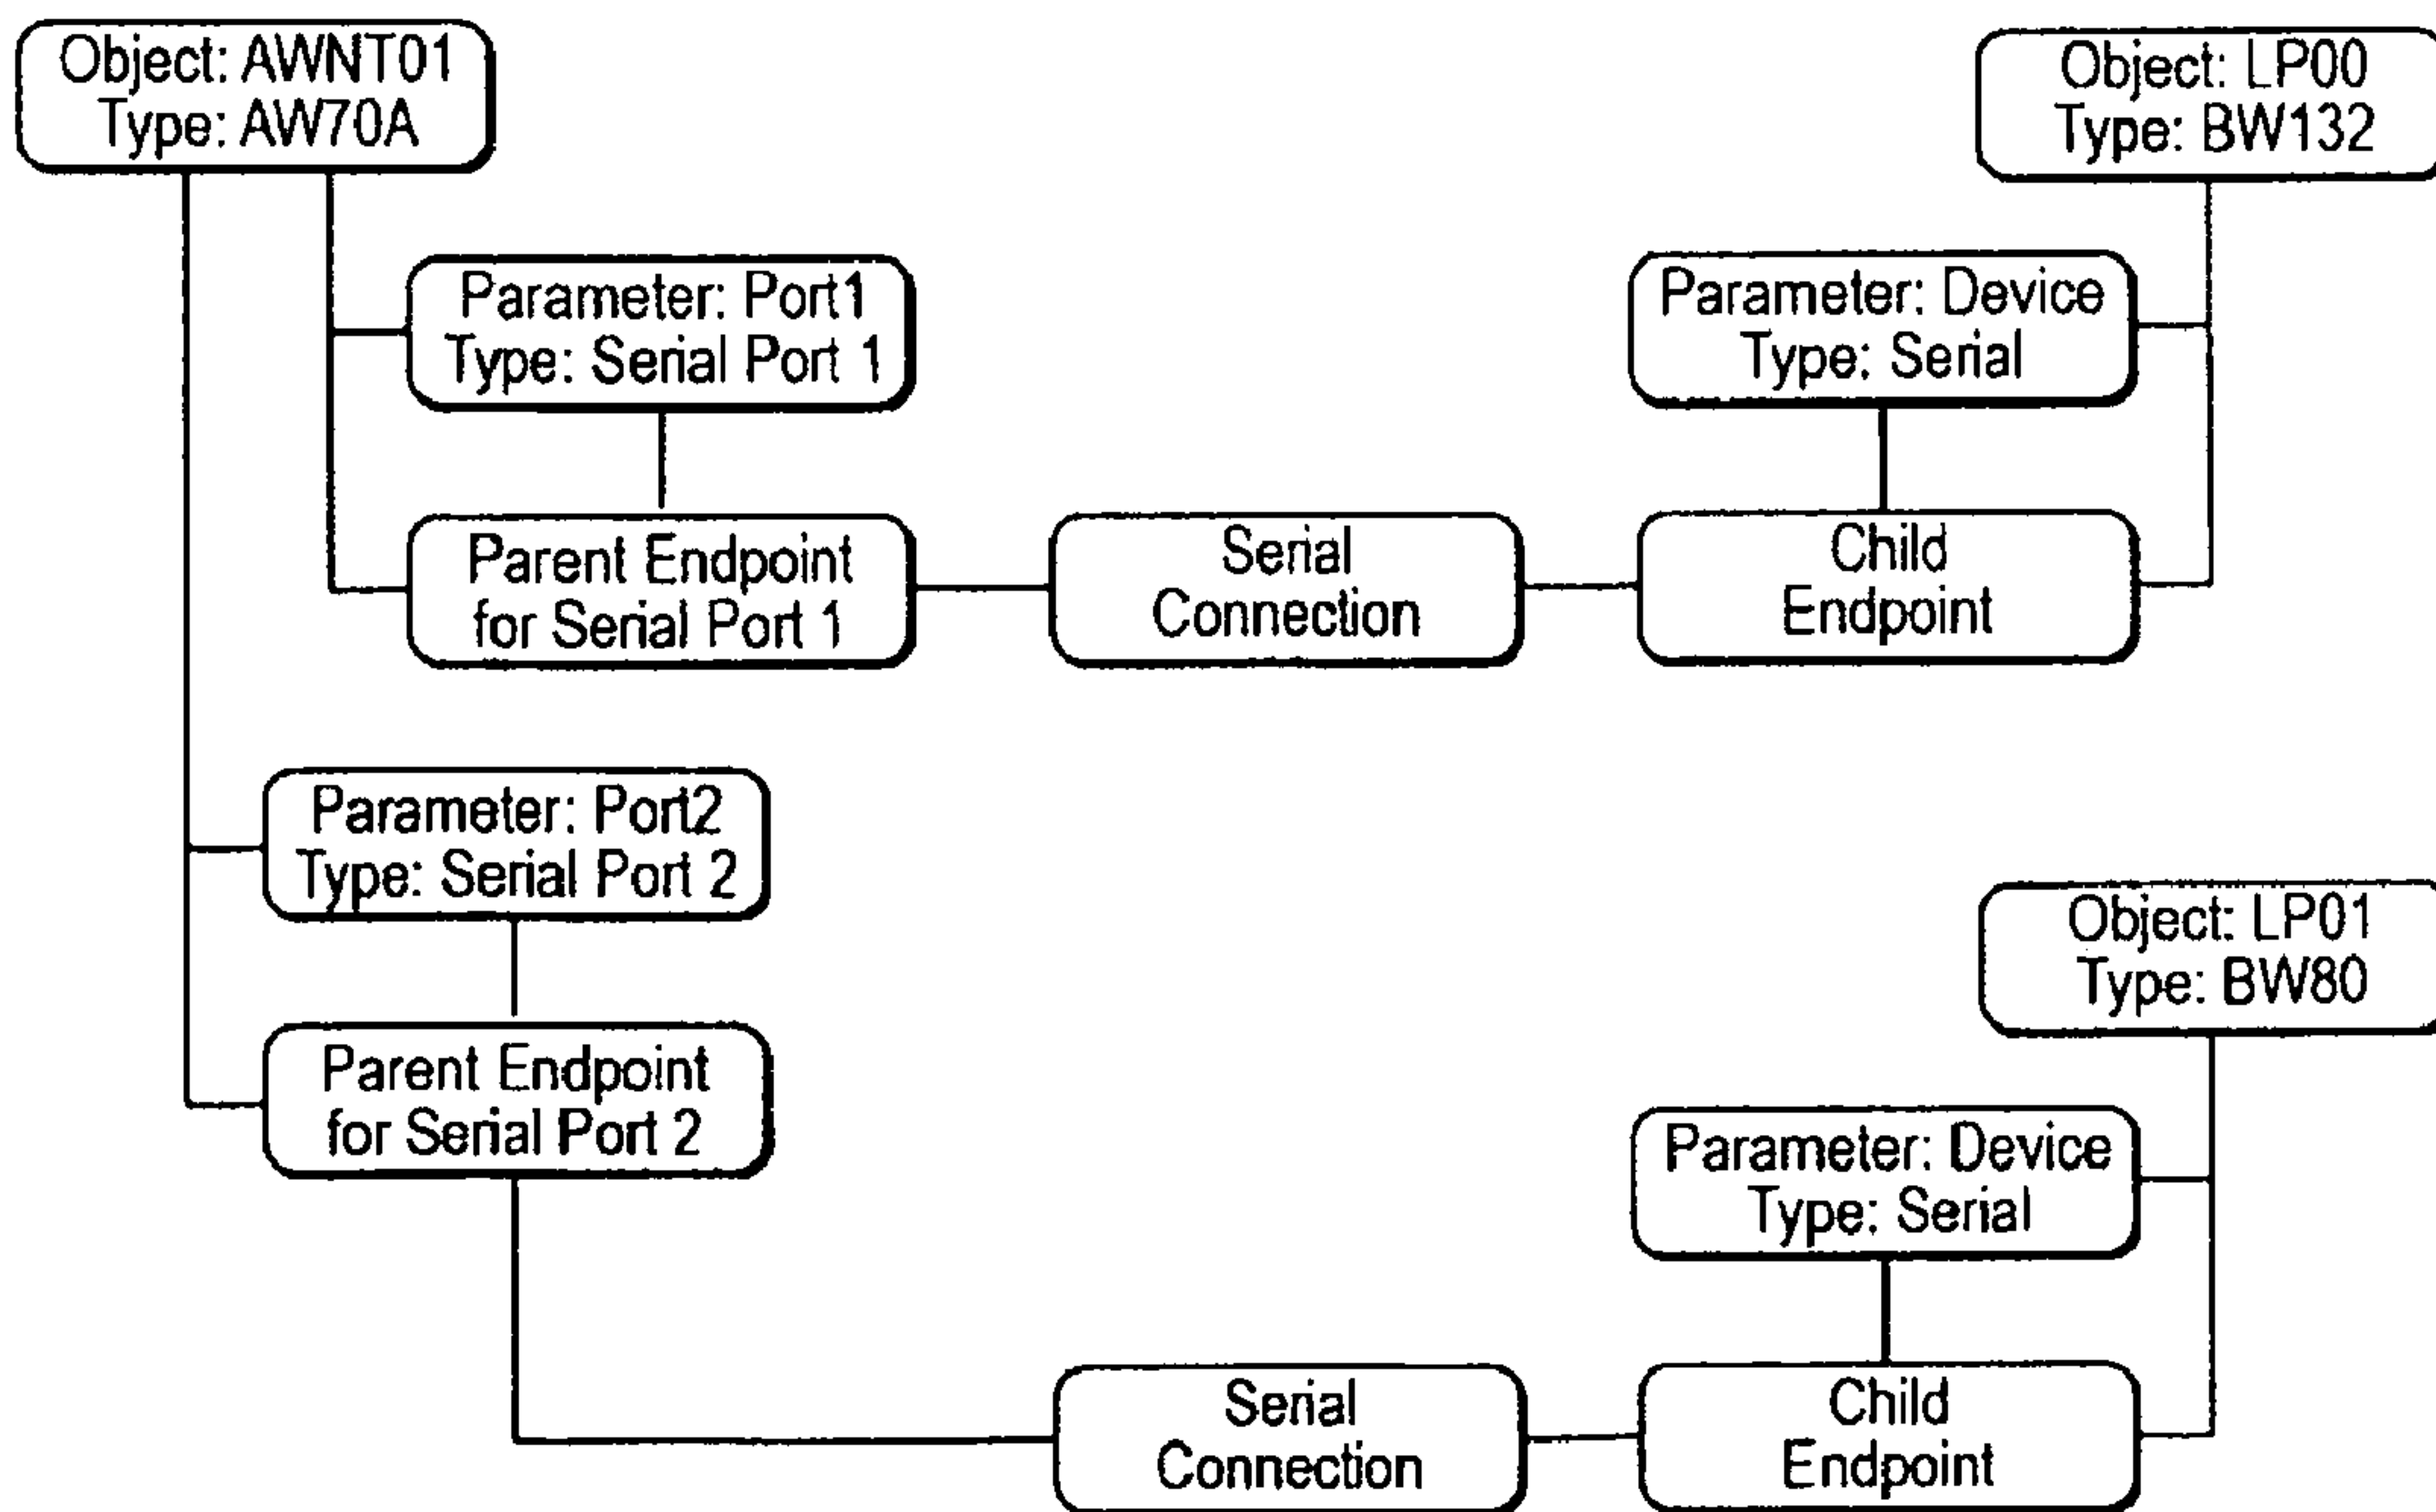 Object: AWNT01
Type: AW70A
Object: LP00
Type: BW132
Parameter: Port1
Type: Serial Port 1
Parameter: Device
Type: Serial
Parent Endpoint
for Serial Port 1
Serial
Connection
Child
Endpoint
Parameter: Port2
Type: Serial Port 2
Object: LP01
Type: BW80
Parent Endpoint
for Serial Port 2
Parameter: Device
Type: Serial
Serial
Connection
Child
Endpoint